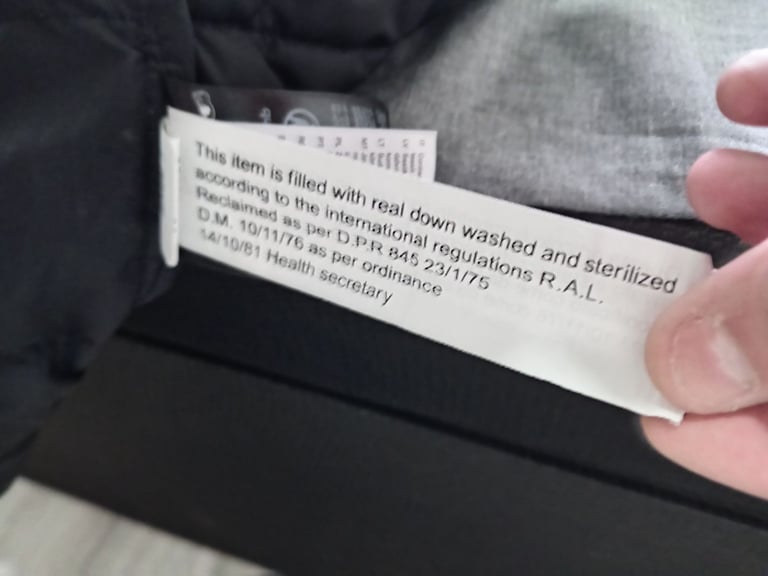 This item is filled with real down washed and sterilized
according to the international regulations R.A.L.
Reclaimed as per D.P.R 845 23/1/75
D.M. 10/11/76 as per ordinance
14/10/81 Health secretary